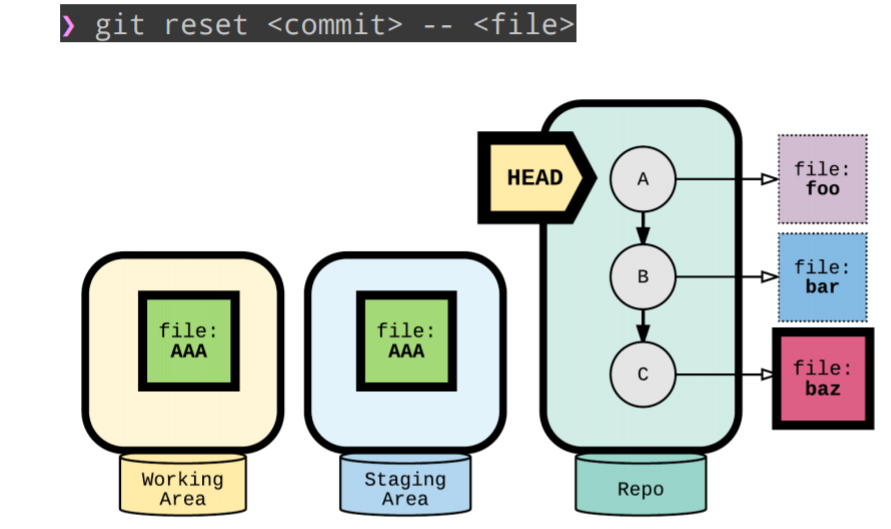 ❯ git reset <commit> -- <file>
HEAD
A
file:
foo
B
file:
bar
file:
AAA
file:
AAA
C
file:
baz
Working
Area
Staging
Area
Repo